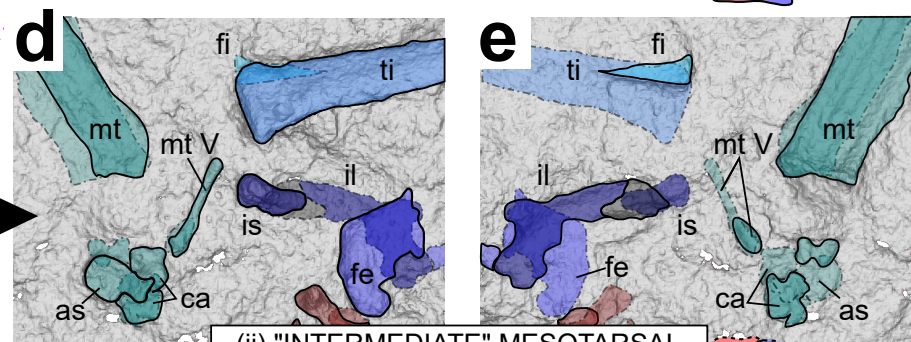 d
fi
ti
mt
mt V
il
is
fe
as
ca
e
fi
ti
mt V
mt
il
is
fe
ca
as
(ii) "INTERMEDIATE" MESOTARSAL